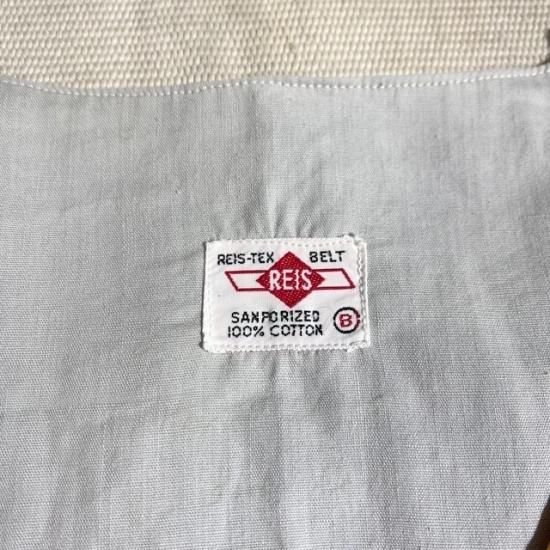 REIS-TEX BELT
REIS
SANFORIZED
100% COTTON B